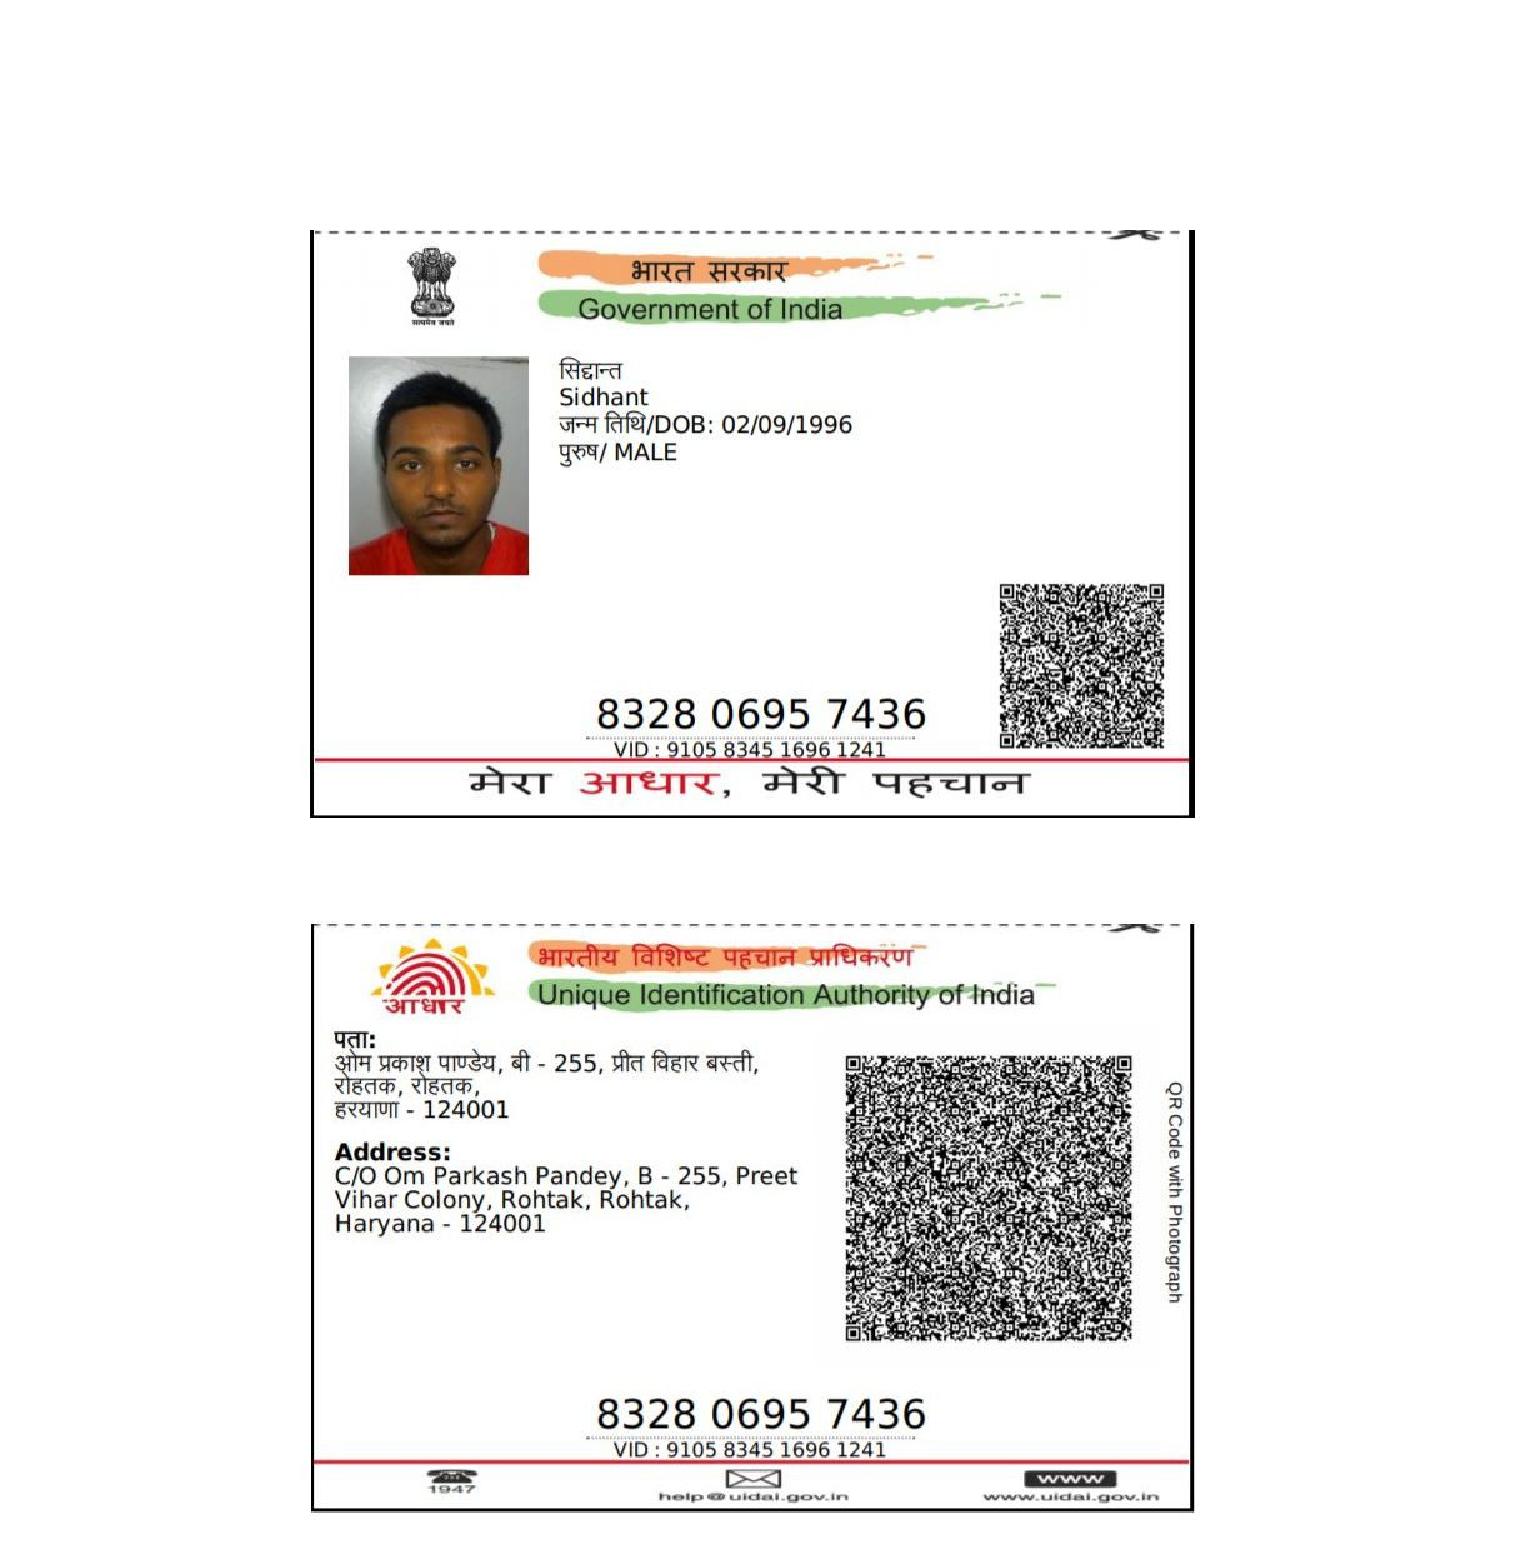 भारत सरकार
Government of India
सत्यमेव जयते
सिद्दान्त
Sidhant
जन्म तिथि/DOB: 02/09/1996
पुरुष/ MALE
8328 0695 7436
VID : 9105 8345 1696 1241
मेरा आधार, मेरी पहचान
भारतीय विशिष्ट पहचान प्राधिकरण
Unique Identification Authority of India
आधार
पता:
ओम प्रकाश पाण्डेय, बी - 255, प्रीत विहार बस्ती,
रोहतक, रोहतक,
हरयाणा - 124001
Address:
C/O Om Parkash Pandey, B - 255, Preet
Vihar Colony, Rohtak, Rohtak,
Haryana - 124001
QR Code with Photograph
8328 0695 7436
VID : 9105 8345 1696 1241
1947
help@uidai.gov.in
www
www.uidai.gov.in